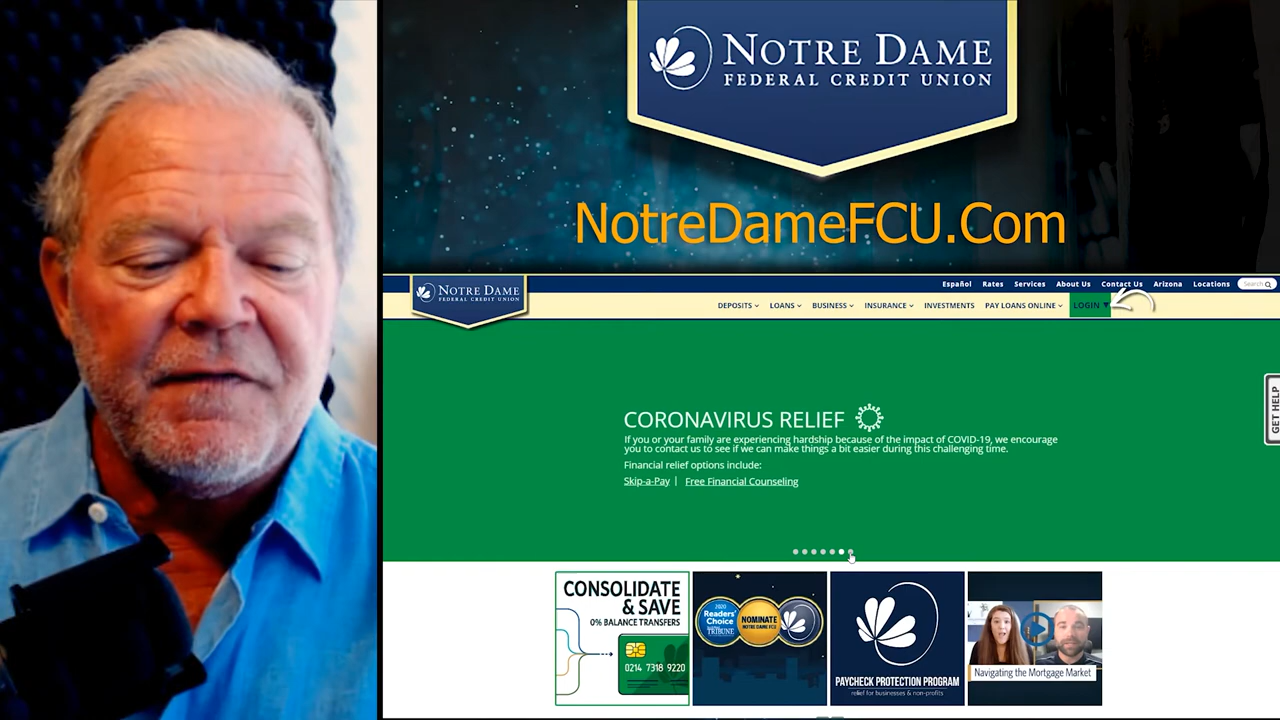 NOTRE DAME
FEDERAL CREDIT UNION
NotreDameFCU.Com
NOTRE DAME
FEDERAL CREDIT UNION
Español Rates Services About Us Contact Us Arizona Locations Search
DEPOSITS LOANS BUSINESS INSURANCE INVESTMENTS PAY LOANS ONLINE LOGIN
GET HELP
CORONAVIRUS RELIEF
If you or your family are experiencing hardship because of the impact of COVID-19, we encourage
you to contact us to see if we can make things a bit easier during this challenging time.
Financial relief options include:
Skip-a-Pay | Free Financial Counseling
CONSOLIDATE
& SAVE
0% BALANCE TRANSFERS
0214 7318 9220
2020
Readers'
Choice
TRIBUNE
NOMINATE
NOTRE DAME FCU
PAYCHECK PROTECTION PROGRAM
relief for businesses & non-profits
Navigating the Mortgage Market